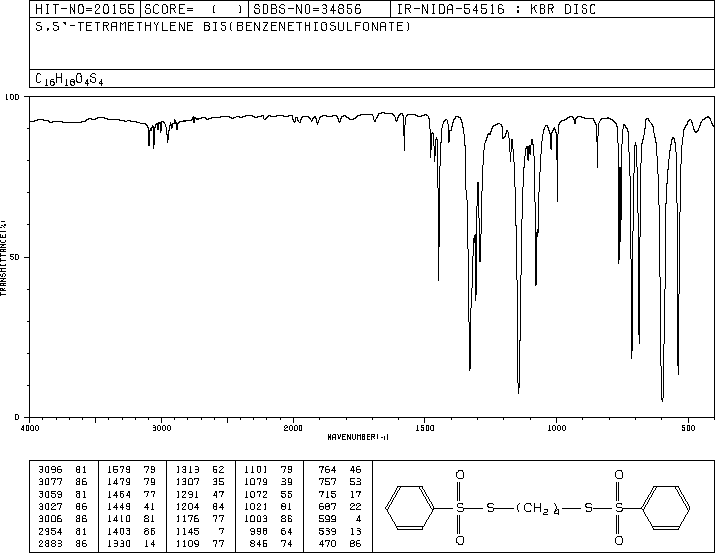 HIT-NO=20155 SCORE= ( ) SDBS-NO=34856 IR-NIDA-54516 : KBR DISC
S,S'-TETRAMETHYLENE BIS(BENZENETHIOSULFONATE)
C16H18O4S4
100
50
0
TRANSMITTANCE(%)
4000 3000 2000 1500 1000 500
WAVENUMBER(-1)
3096 81 1579 79 1313 52 1101 79 764 46
3077 86 1479 79 1307 35 1079 39 757 53
3059 81 1464 77 1291 47 1072 55 715 17
3027 86 1449 41 1204 84 1021 81 687 22
3006 86 1410 81 1176 77 1003 86 599 4
2954 81 1403 86 1145 7 998 64 539 13
2883 86 1330 14 1109 77 846 74 470 86
O O
S S (CH2)4 S S
O O